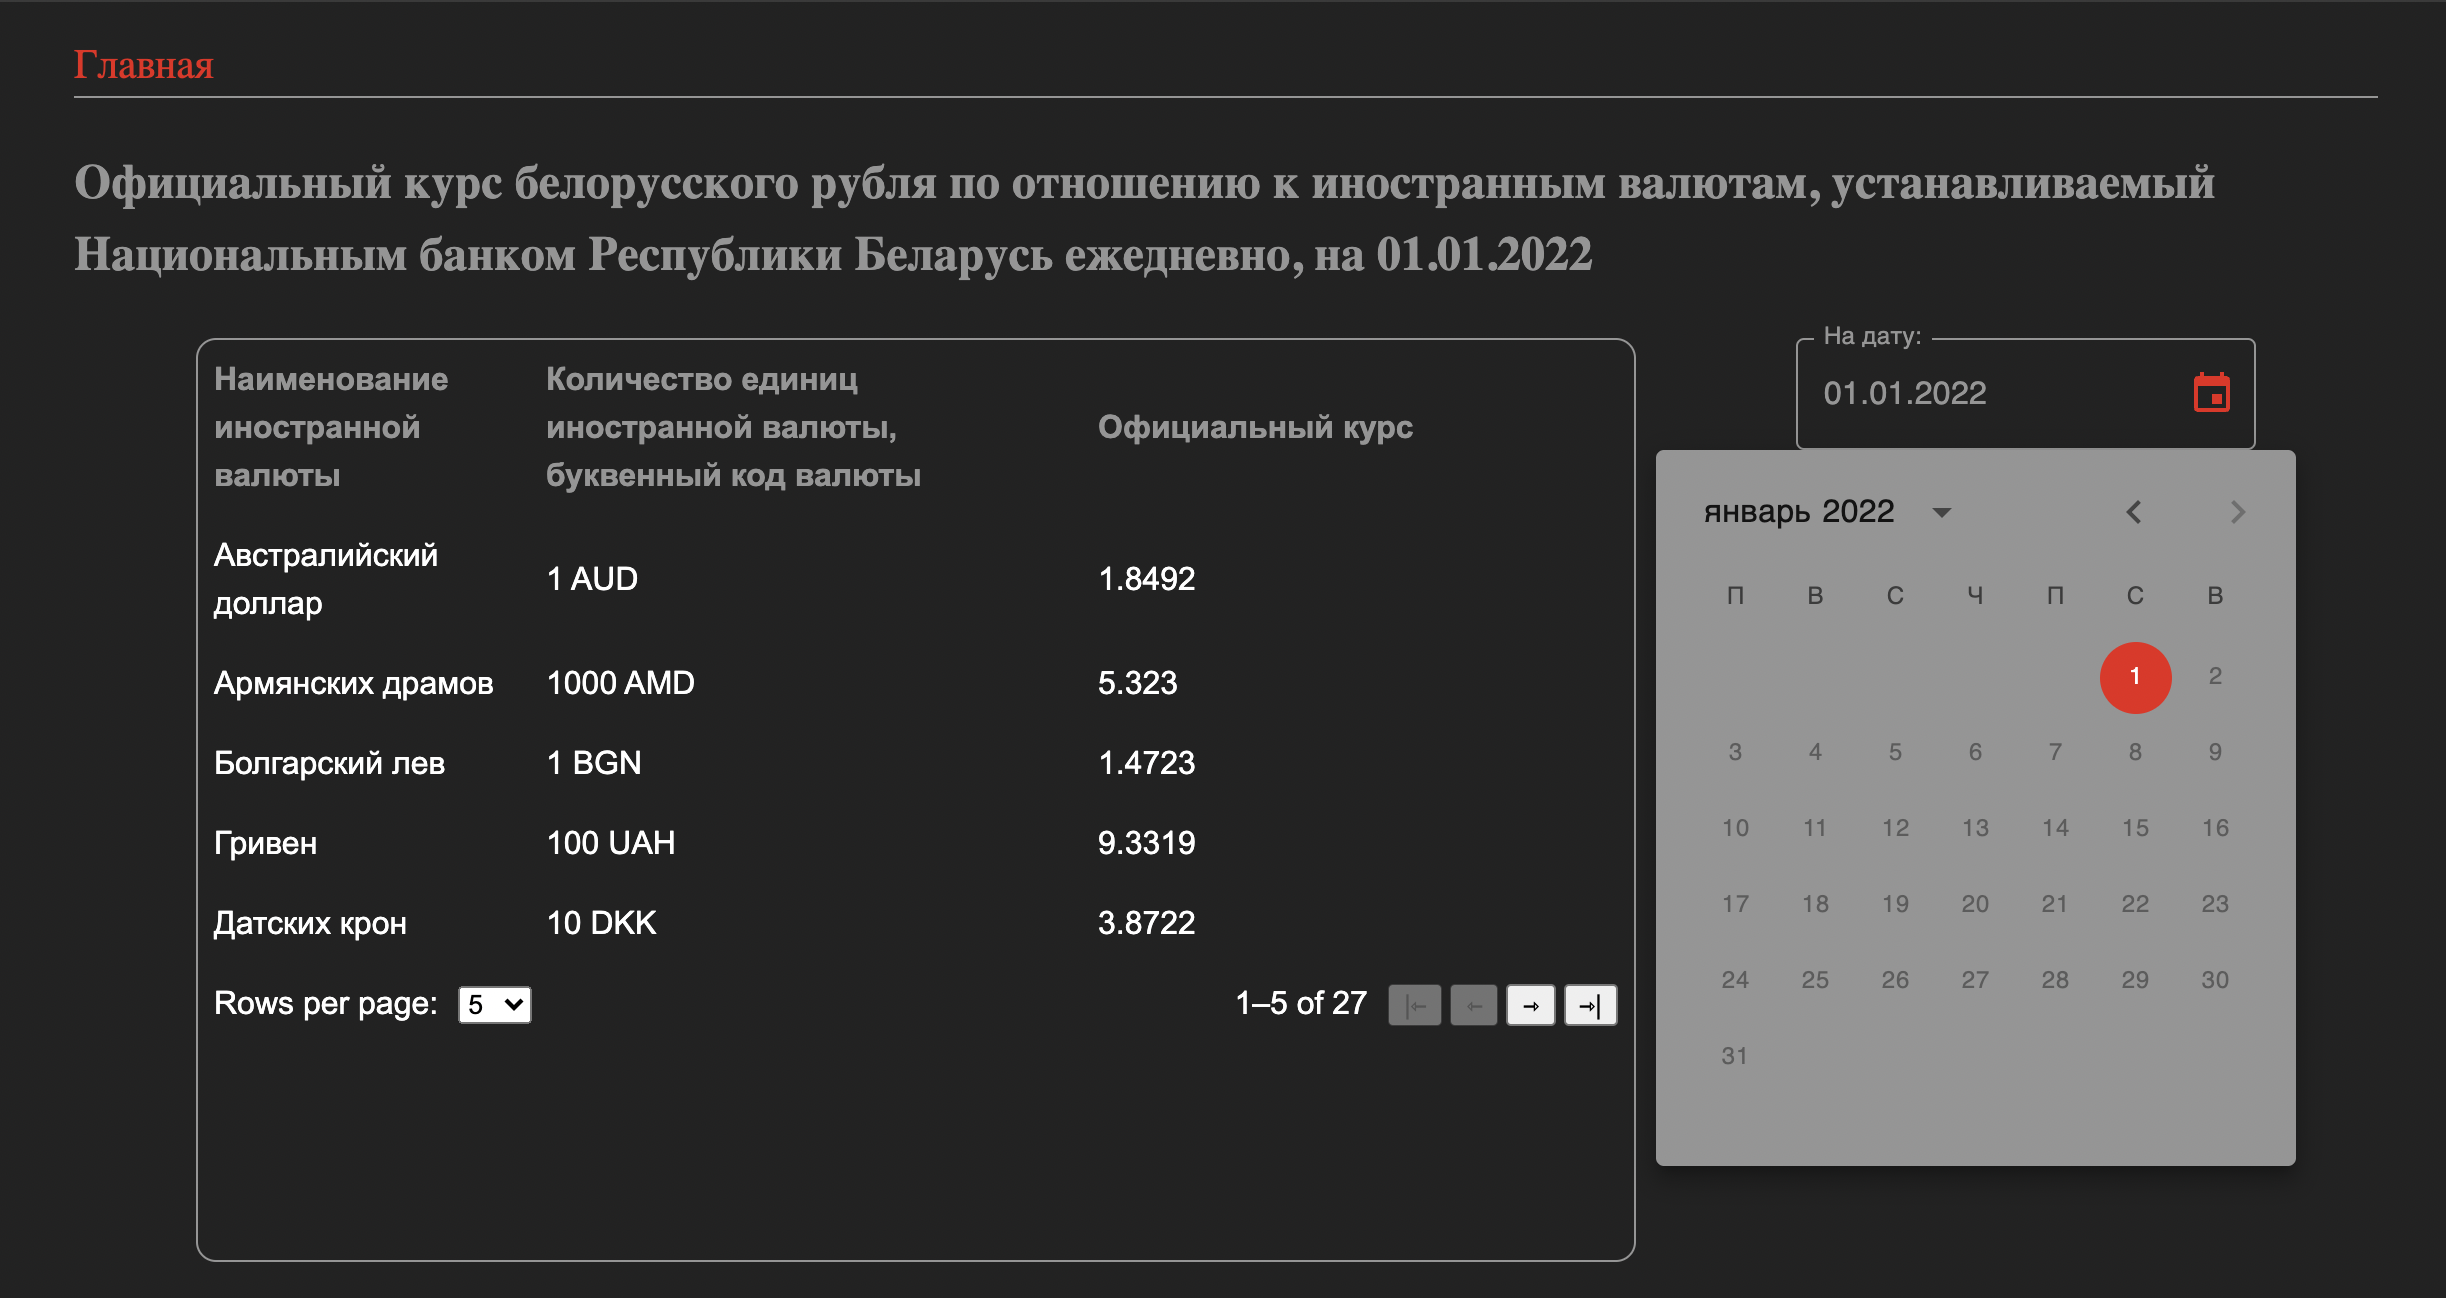 Главная
Официальный курс белорусского рубля по отношению к иностранным валютам, устанавливаемый
Национальным банком Республики Беларусь ежедневно, на 01.01.2022
Наименование
иностранной
валюты
Количество единиц
иностранной валюты,
буквенный код валюты
Официальный курс
Австралийский
доллар
1 AUD
1.8492
Армянских драмов 1000 AMD 5.323
Болгарский лев 1 BGN 1.4723
Гривен 100 UAH 9.3319
Датских крон 10 DKK 3.8722
Rows per page: 5 1–5 of 27
На дату:
01.01.2022
январь 2022
П В С Ч П С В
1 2
3 4 5 6 7 8 9
10 11 12 13 14 15 16
17 18 19 20 21 22 23
24 25 26 27 28 29 30
31